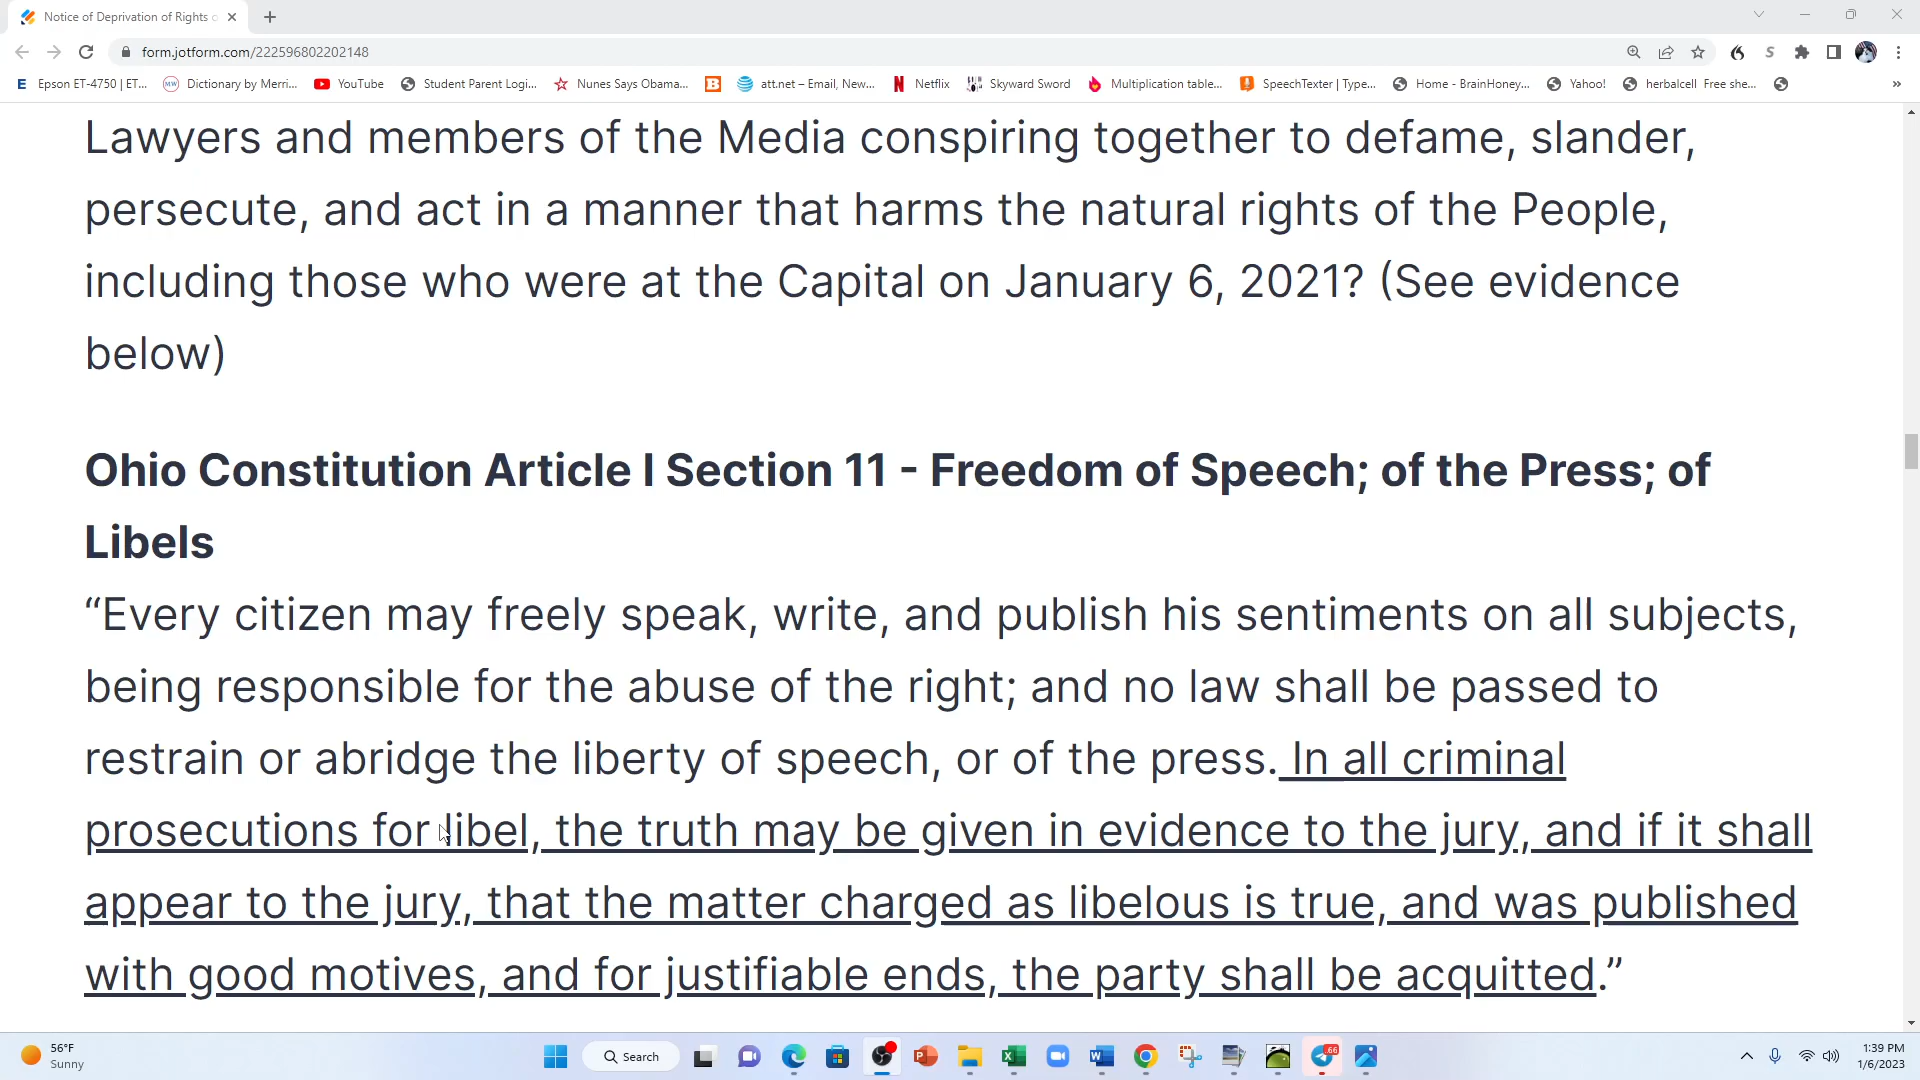 Notice of Deprivation of Rights o
form.jotform.com/222596802202148
Epson ET-4750 | ET...
Dictionary by Merri...
YouTube
Student Parent Logi...
Nunes Says Obama...
att.net – Email, New...
Netflix
Skyward Sword
Multiplication table...
SpeechTexter | Type...
Home - BrainHoney...
Yahoo!
herbalcell Free she...
»
Lawyers and members of the Media conspiring together to defame, slander,
persecute, and act in a manner that harms the natural rights of the People,
including those who were at the Capital on January 6, 2021? (See evidence
below)
Ohio Constitution Article I Section 11 - Freedom of Speech; of the Press; of
Libels
“Every citizen may freely speak, write, and publish his sentiments on all subjects,
being responsible for the abuse of the right; and no law shall be passed to
restrain or abridge the liberty of speech, or of the press. In all criminal
prosecutions for libel, the truth may be given in evidence to the jury, and if it shall
appear to the jury, that the matter charged as libelous is true, and was published
with good motives, and for justifiable ends, the party shall be acquitted.”
56°F
Sunny
Search
66
1:39 PM
1/6/2023